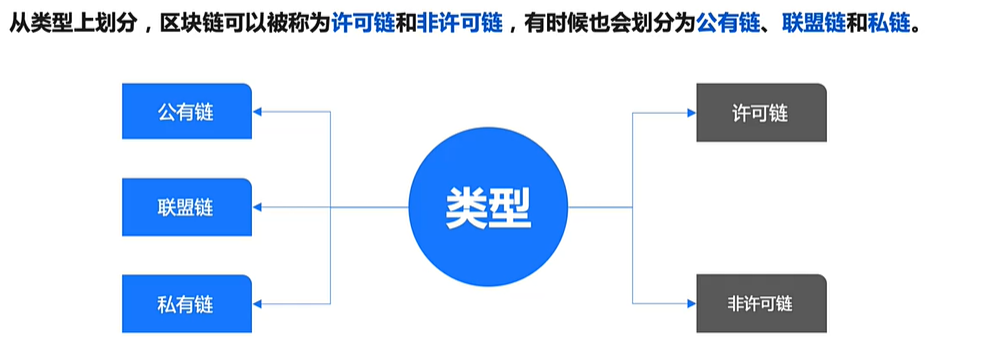 从类型上划分，区块链可以被称为许可链和非许可链，有时候也会划分为公有链、联盟链和私链。
公有链
联盟链
私有链
类型
许可链
非许可链